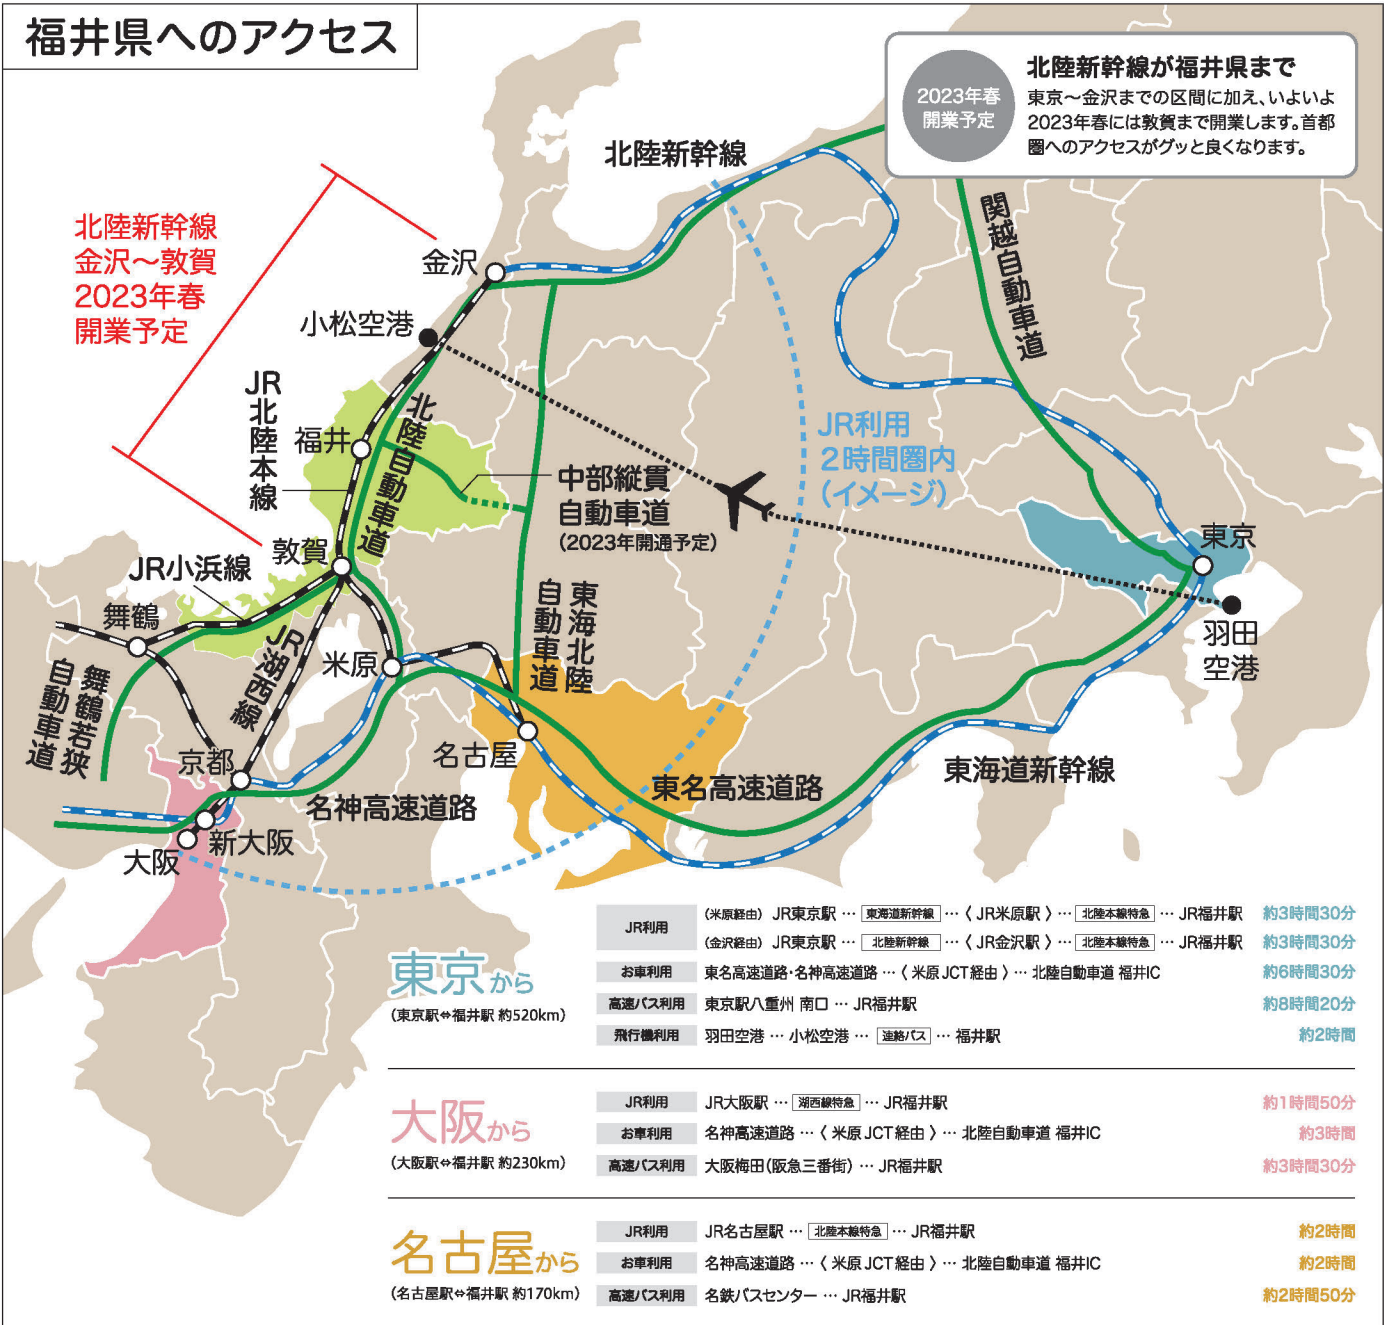 福井県へのアクセス
2023年春
開業予定
北陸新幹線が福井県まで
東京～金沢までの区間に加え、いよいよ
2023年春には敦賀まで開業します。首都
圏へのアクセスがグッと良くなります。
北陸新幹線
関越自動車道
北陸新幹線
金沢～敦賀
2023年春
開業予定
金沢
小松空港
JR北陸本線
北陸自動車道
福井
JR利用
2時間圏内
（イメージ）
中部縦貫
自動車道
（2023年開通予定）
敦賀
JR小浜線
東京
舞鶴
東海北陸
自動車道
羽田
空港
JR湖西線
米原
舞鶴若狭
自動車道
京都
名古屋
東海道新幹線
東名高速道路
名神高速道路
新大阪
大阪
東京から
（東京駅⇔福井駅 約520km）
JR利用
（米原経由） JR東京駅 … 東海道新幹線 … 〈 JR米原駅 〉 … 北陸本線特急 … JR福井駅 約3時間30分
（金沢経由） JR東京駅 … 北陸新幹線 … 〈 JR金沢駅 〉 … 北陸本線特急 … JR福井駅 約3時間30分
お車利用 東名高速道路・名神高速道路 … 〈 米原JCT経由 〉 … 北陸自動車道 福井IC 約6時間30分
高速バス利用 東京駅八重州 南口 … JR福井駅 約8時間20分
飛行機利用 羽田空港 … 小松空港 … 連絡バス … 福井駅 約2時間
大阪から
（大阪駅⇔福井駅 約230km）
JR利用 JR大阪駅 … 湖西線特急 … JR福井駅 約1時間50分
お車利用 名神高速道路 … 〈 米原JCT経由 〉 … 北陸自動車道 福井IC 約3時間
高速バス利用 大阪梅田（阪急三番街） … JR福井駅 約3時間30分
名古屋から
（名古屋駅⇔福井駅 約170km）
JR利用 JR名古屋駅 … 北陸本線特急 … JR福井駅 約2時間
お車利用 名神高速道路 … 〈 米原JCT経由 〉 … 北陸自動車道 福井IC 約2時間
高速バス利用 名鉄バスセンター … JR福井駅 約2時間50分